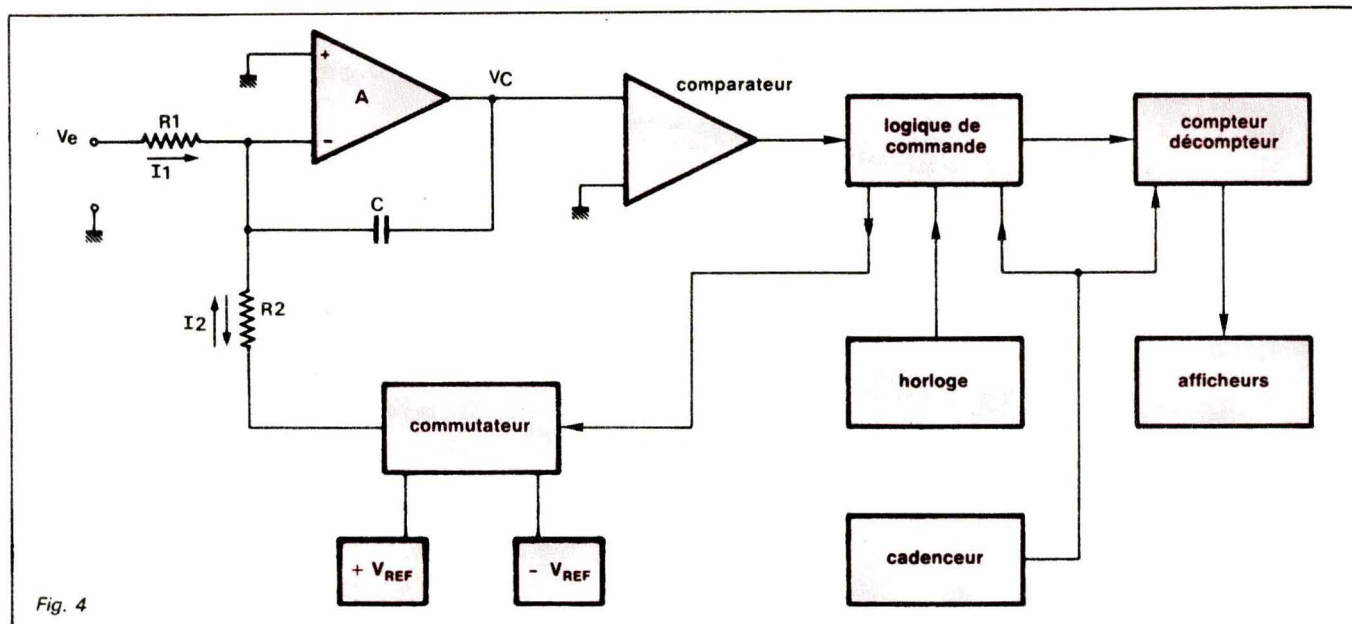 +
A
-
VC
comparateur
Ve
R1
I1
C
logique de
commande
compteur
décompteur
I2
R2
commutateur
horloge
afficheurs
+ VREF
- VREF
cadenceur
Fig. 4